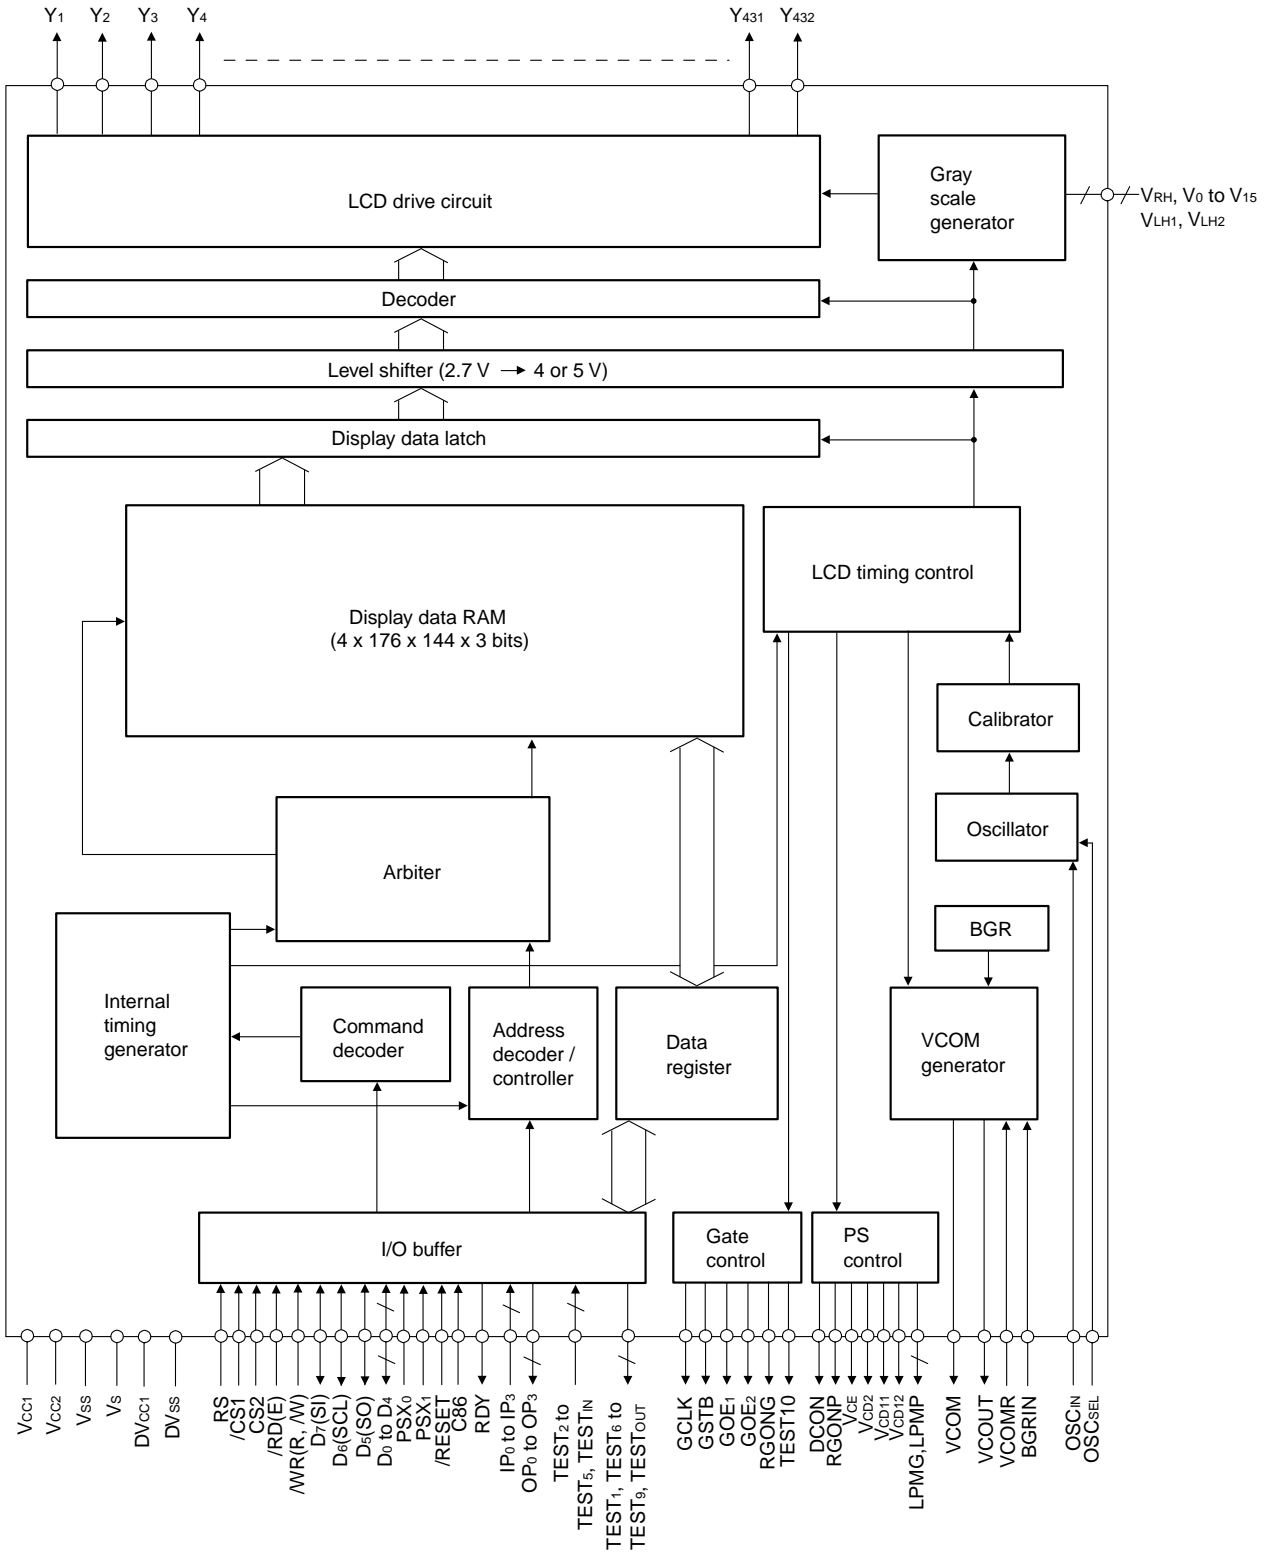 Y1 Y2 Y3 Y4 Y431 Y432
LCD drive circuit
Gray
scale
generator
VRH, V0 to V15
VLH1, VLH2
Decoder
Level shifter (2.7 V → 4 or 5 V)
Display data latch
Display data RAM
(4 x 176 x 144 x 3 bits)
LCD timing control
Calibrator
Oscillator
Arbiter
BGR
Internal
timing
generator
Command
decoder
Address
decoder /
controller
Data
register
VCOM
generator
I/O buffer
Gate
control
PS
control
VCC1
VCC2
VSS
VS
DVCC1
DVSS
RS
/CS1
CS2
/RD(E)
/WR(R, /W)
D7(SI)
D6(SCL)
D5(SO)
D0 to D4
PSX0
PSX1
/RESET
C86
RDY
IP0 to IP3
OP0 to OP3
TEST2 to
TEST5, TESTIN
TEST1, TEST6 to
TEST9, TESTOUT
GCLK
GSTB
GOE1
GOE2
RGONG
TEST10
DCON
RGONP
VCE
VCD2
VCD11
VCD12
LPMG,LPMP
VCOM
VCOUT
VCOMR
BGRIN
OSCIN
OSCSEL